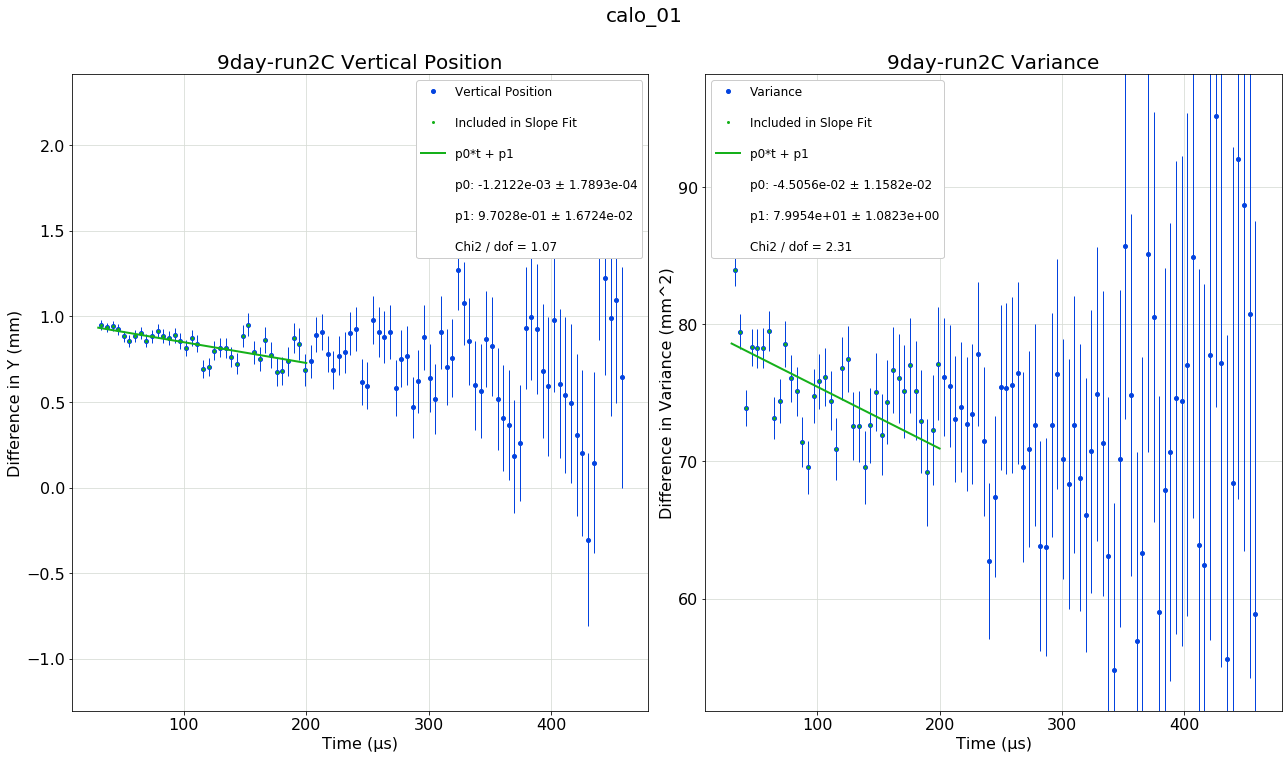 calo_01
9day-run2C Vertical Position
Difference in Y (mm)
2.0
1.5
1.0
0.5
0.0
−0.5
−1.0
Vertical Position
Included in Slope Fit
p0*t + p1
p0: -1.2122e-03 ± 1.7893e-04
p1: 9.7028e-01 ± 1.6724e-02
Chi2 / dof = 1.07
100 200 300 400
Time (μs)
9day-run2C Variance
Difference in Variance (mm^2)
90
80
70
60
Variance
Included in Slope Fit
p0*t + p1
p0: -4.5056e-02 ± 1.1582e-02
p1: 7.9954e+01 ± 1.0823e+00
Chi2 / dof = 2.31
100 200 300 400
Time (μs)